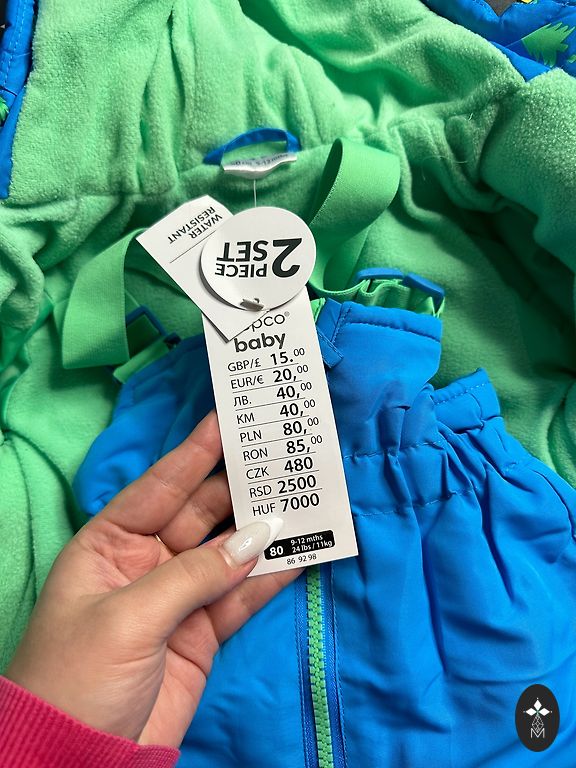 WATER
RESISTANT
2 PIECE
SET
baby
GBP/£ 15.00
EUR/€ 20,00
ЛВ. 40,00
KM 40,00
PLN 80,00
RON 85,00
CZK 480
RSD 2500
HUF 7000
80 9-12 mths
24 lbs / 11kg
86 92 98
M